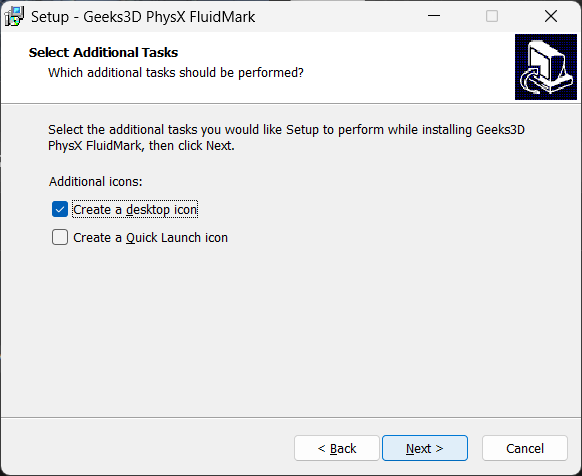 Setup - Geeks3D PhysX FluidMark
Select Additional Tasks
Which additional tasks should be performed?
Select the additional tasks you would like Setup to perform while installing Geeks3D
PhysX FluidMark, then click Next.
Additional icons:
Create a desktop icon
Create a Quick Launch icon
< Back
Next >
Cancel